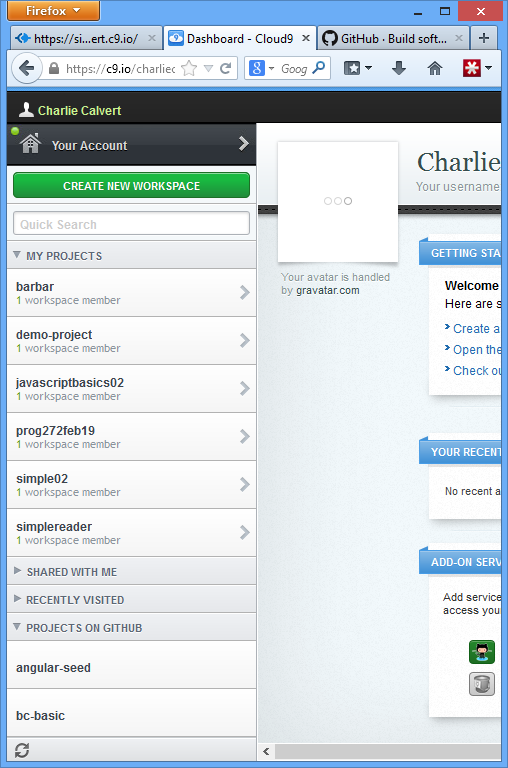 Firefox
https://si...ert.c9.io/
Dashboard - Cloud9
GitHub · Build soft...
https://c9.io/charliec
Goog
Charlie Calvert
Your Account
CREATE NEW WORKSPACE
Quick Search
MY PROJECTS
barbar
1 workspace member
demo-project
1 workspace member
javascriptbasics02
1 workspace member
prog272feb19
1 workspace member
simple02
1 workspace member
simplereader
1 workspace member
SHARED WITH ME
RECENTLY VISITED
PROJECTS ON GITHUB
angular-seed
bc-basic
Charlie
Your username
Your avatar is handled
by gravatar.com
GETTING STA
Welcome
Here are s
Create a
Open the
Check ou
YOUR RECENT
No recent a
ADD-ON SERV
Add service
access your